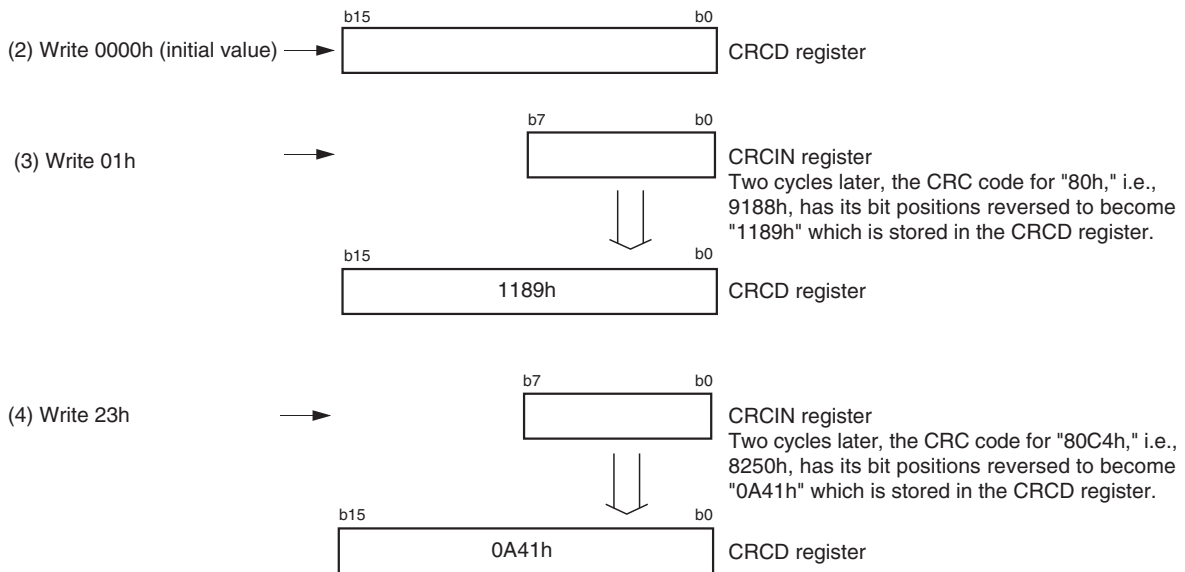 b15 b0
(2) Write 0000h (initial value) CRCD register
b7 b0
(3) Write 01h CRCIN register
Two cycles later, the CRC code for "80h," i.e.,
9188h, has its bit positions reversed to become
"1189h" which is stored in the CRCD register.
b15 b0
1189h CRCD register
b7 b0
(4) Write 23h CRCIN register
Two cycles later, the CRC code for "80C4h," i.e.,
8250h, has its bit positions reversed to become
"0A41h" which is stored in the CRCD register.
b15 b0
0A41h CRCD register